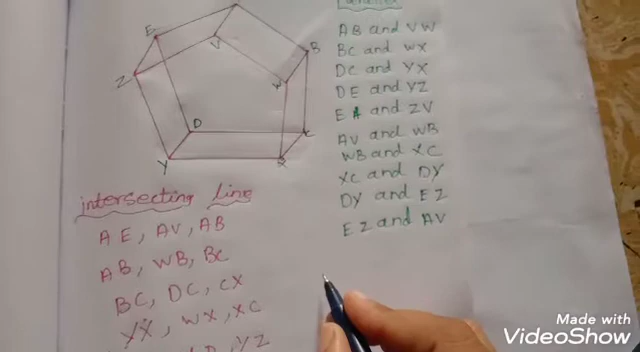 E
V
B
Z
W
D
C
Y
X
AB and VW
BC and WX
DC and YX
DE and YZ
EA and ZV
AV and WB
WB and XC
XC and DY
DY and EZ
EZ and AV
intersecting line
AE, AV, AB
AB, WB, BC
BC, DC, CX
YX, WX, XC
YZ
Made with
VideoShow